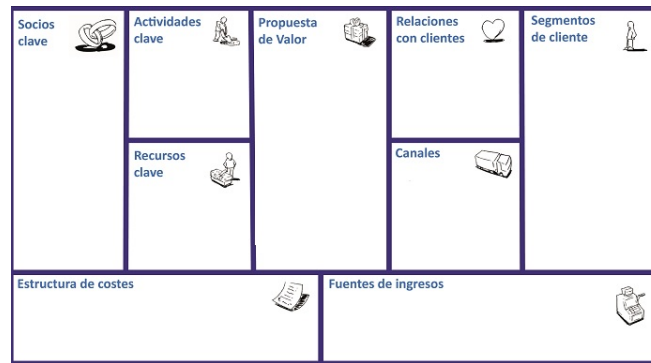 Socios
clave
Actividades
clave
Propuesta
de Valor
Relaciones
con clientes
Segmentos
de cliente
Recursos
clave
Canales
Estructura de costes
Fuentes de ingresos